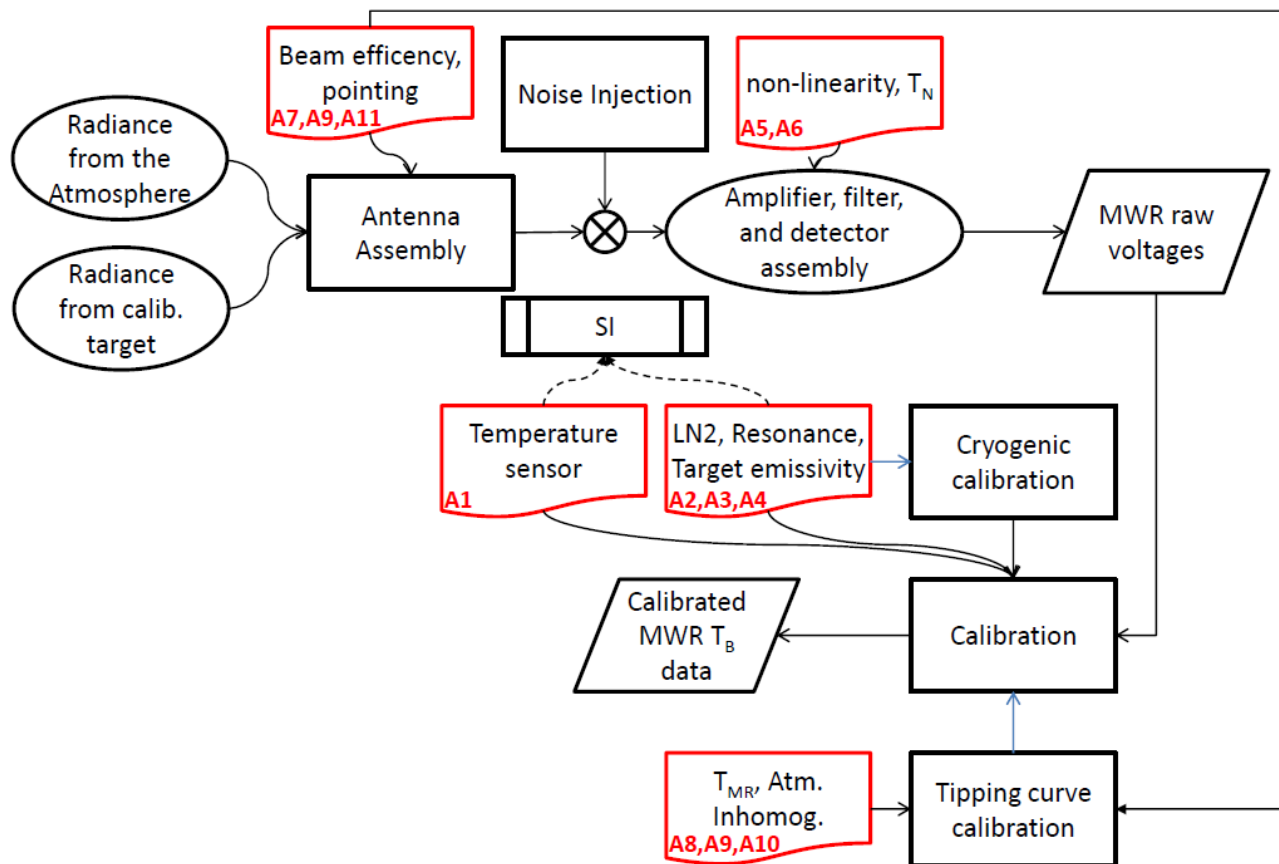 Beam efficency,
pointing
A7,A9,A11
Noise Injection
non-linearity, T_N
A5,A6
Radiance
from the
Atmosphere
Antenna
Assembly
Amplifier, filter,
and detector
assembly
MWR raw
voltages
Radiance
from calib.
target
SI
Temperature
sensor
A1
LN2, Resonance,
Target emissivity
A2,A3,A4
Cryogenic
calibration
Calibrated
MWR T_B
data
Calibration
T_MR, Atm.
Inhomog.
A8,A9,A10
Tipping curve
calibration